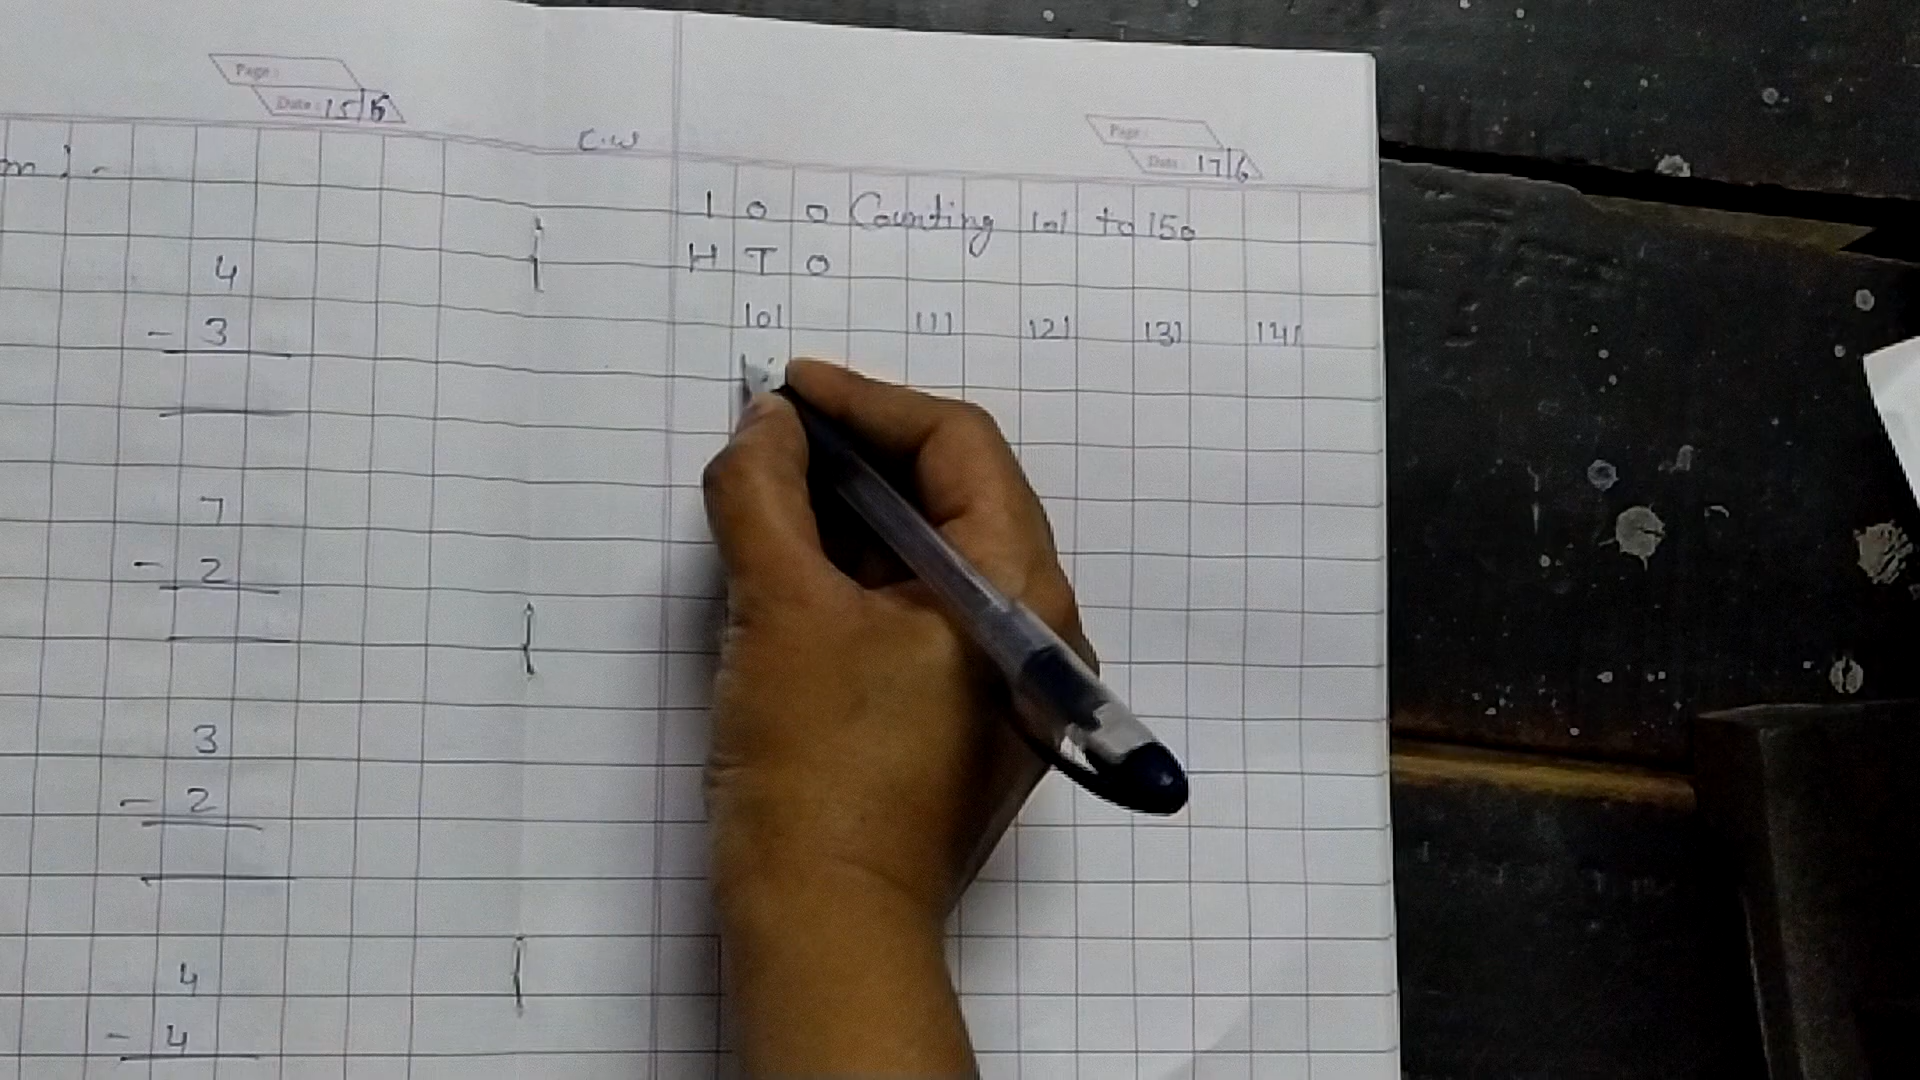 Page :
Date : 15/6
m) -
4
- 3
7
- 2
3
- 2
4
- 4
C.W
Page :
Date : 17/6
1 0 0 Counting 101 to 150
H T O
101 111 121 131 141